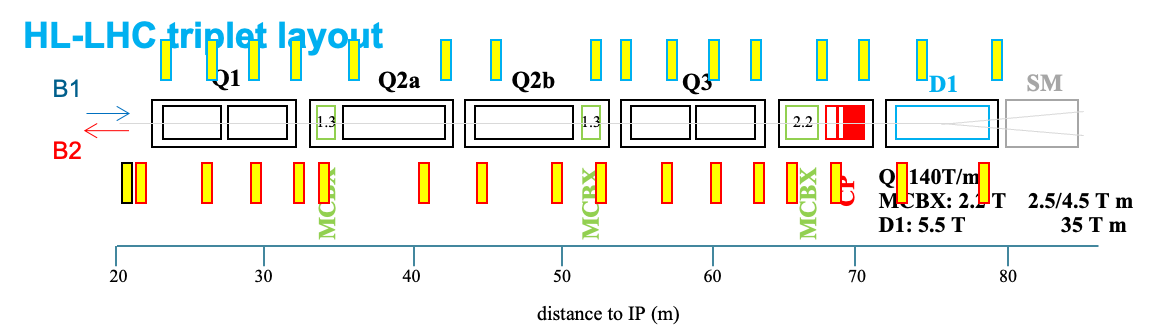 HL-LHC triplet layout
B1
B2
Q1
Q2a
Q2b
Q3
D1
SM
1.3
1.3
2.2
MCBX
MCBX
MCBX
CP
140T/m
MCBX: 2.2 T 2.5/4.5 T m
D1: 5.5 T 35 T m
20
30
40
50
60
70
80
distance to IP (m)